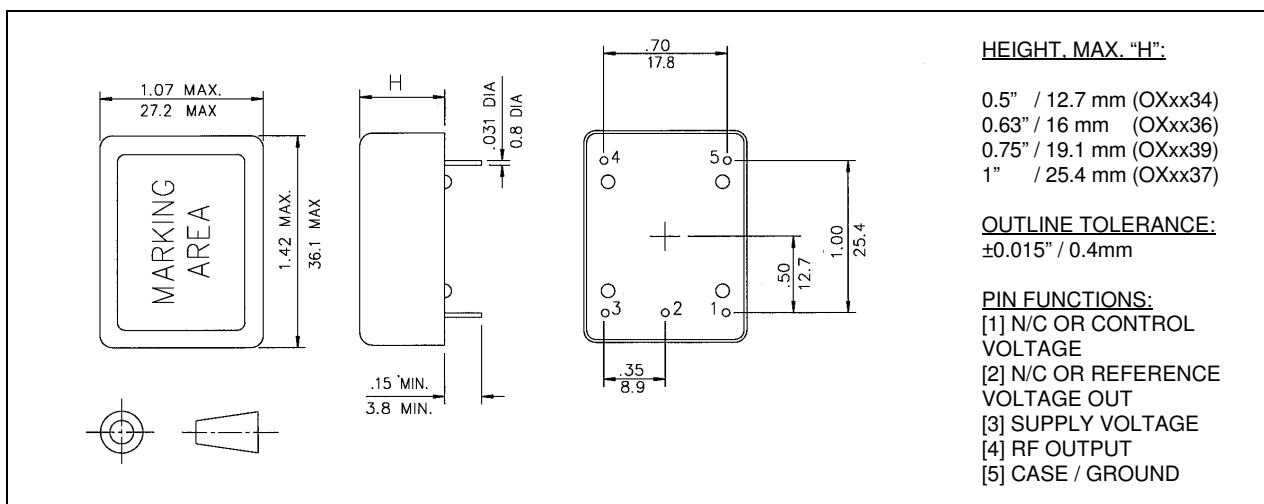 1.07 MAX.
27.2 MAX
MARKING
AREA
1.42 MAX.
36.1 MAX
H
.031 DIA
0.8 DIA
.15 MIN.
3.8 MIN.
.70
17.8
4
5
3
2
1
1.00
25.4
.50
12.7
.35
8.9
HEIGHT, MAX. “H”:
0.5” / 12.7 mm (OXxx34)
0.63” / 16 mm (OXxx36)
0.75” / 19.1 mm (OXxx39)
1” / 25.4 mm (OXxx37)
OUTLINE TOLERANCE:
±0.015” / 0.4mm
PIN FUNCTIONS:
[1] N/C OR CONTROL
VOLTAGE
[2] N/C OR REFERENCE
VOLTAGE OUT
[3] SUPPLY VOLTAGE
[4] RF OUTPUT
[5] CASE / GROUND